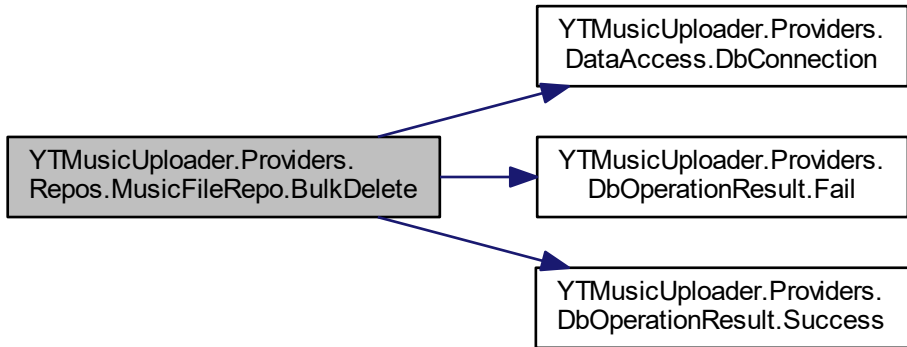 YTMusicUploader.Providers.
Repos.MusicFileRepo.BulkDelete
YTMusicUploader.Providers.
DataAccess.DbConnection
YTMusicUploader.Providers.
DbOperationResult.Fail
YTMusicUploader.Providers.
DbOperationResult.Success